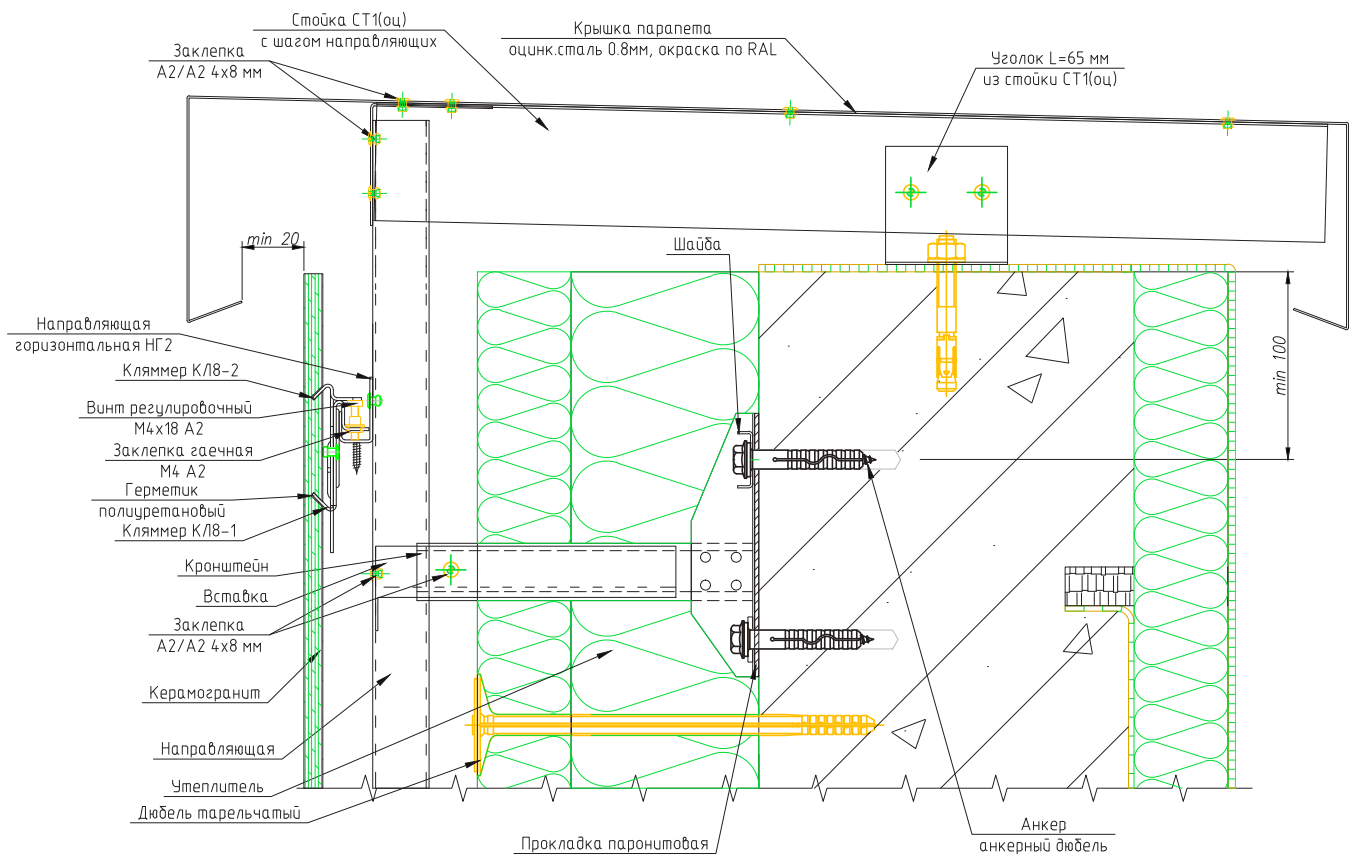 Стойка СТ1(оц)
с шагом направляющих
Заклепка
А2/А2 4х8 мм
Крышка парапета
оцинк.сталь 0.8мм, окраска по RAL
Уголок L=65 мм
из стойки СТ1(оц)
min 20
Шайба
Направляющая
горизонтальная НГ2
Кляммер КЛ8-2
Винт регулировочный
М4х18 А2
Заклепка гаечная
М4 А2
Герметик
полиуретановый
Кляммер КЛ8-1
min 100
Кронштейн
Вставка
Заклепка
А2/А2 4х8 мм
Керамогранит
Направляющая
Утеплитель
Дюбель тарельчатый
Прокладка паронитовая
Анкер
анкерный дюбель